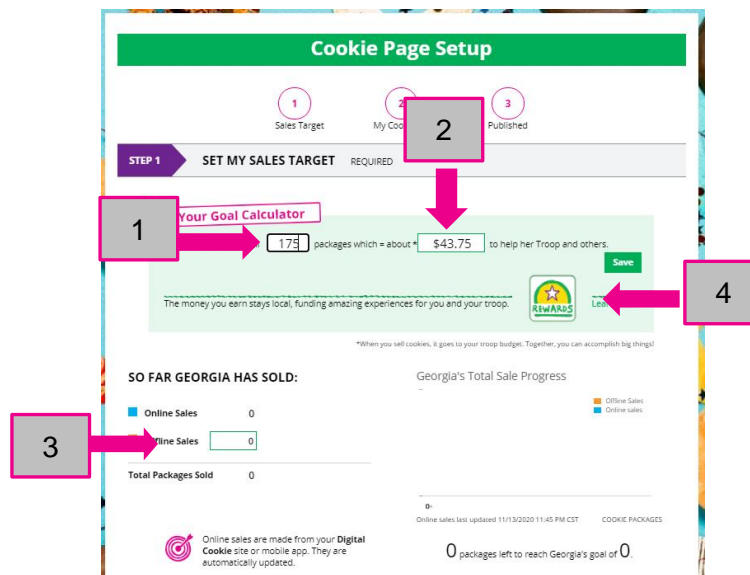 Cookie Page Setup
1
2
3
Sales Target
My Coo
Published
2
STEP 1
SET MY SALES TARGET
REQUIRED
Your Goal Calculator
1
175
packages which = about *
$43.75
to help her Troop and others.
Save
4
The money you earn stays local, funding amazing experiences for you and your troop.
REWARDS
Lea
*When you sell cookies, it goes to your troop budget. Together, you can accomplish big things!
SO FAR GEORGIA HAS SOLD:
Georgia's Total Sale Progress
Online Sales
0
Offline Sales
Online sales
3
ffline Sales
0
Total Packages Sold
0
0-
Online sales last updated 11/13/2020 11:45 PM CST
COOKIE PACKAGES
Online sales are made from your Digital
Cookie site or mobile app. They are
automatically updated.
0 packages left to reach Georgia's goal of 0.